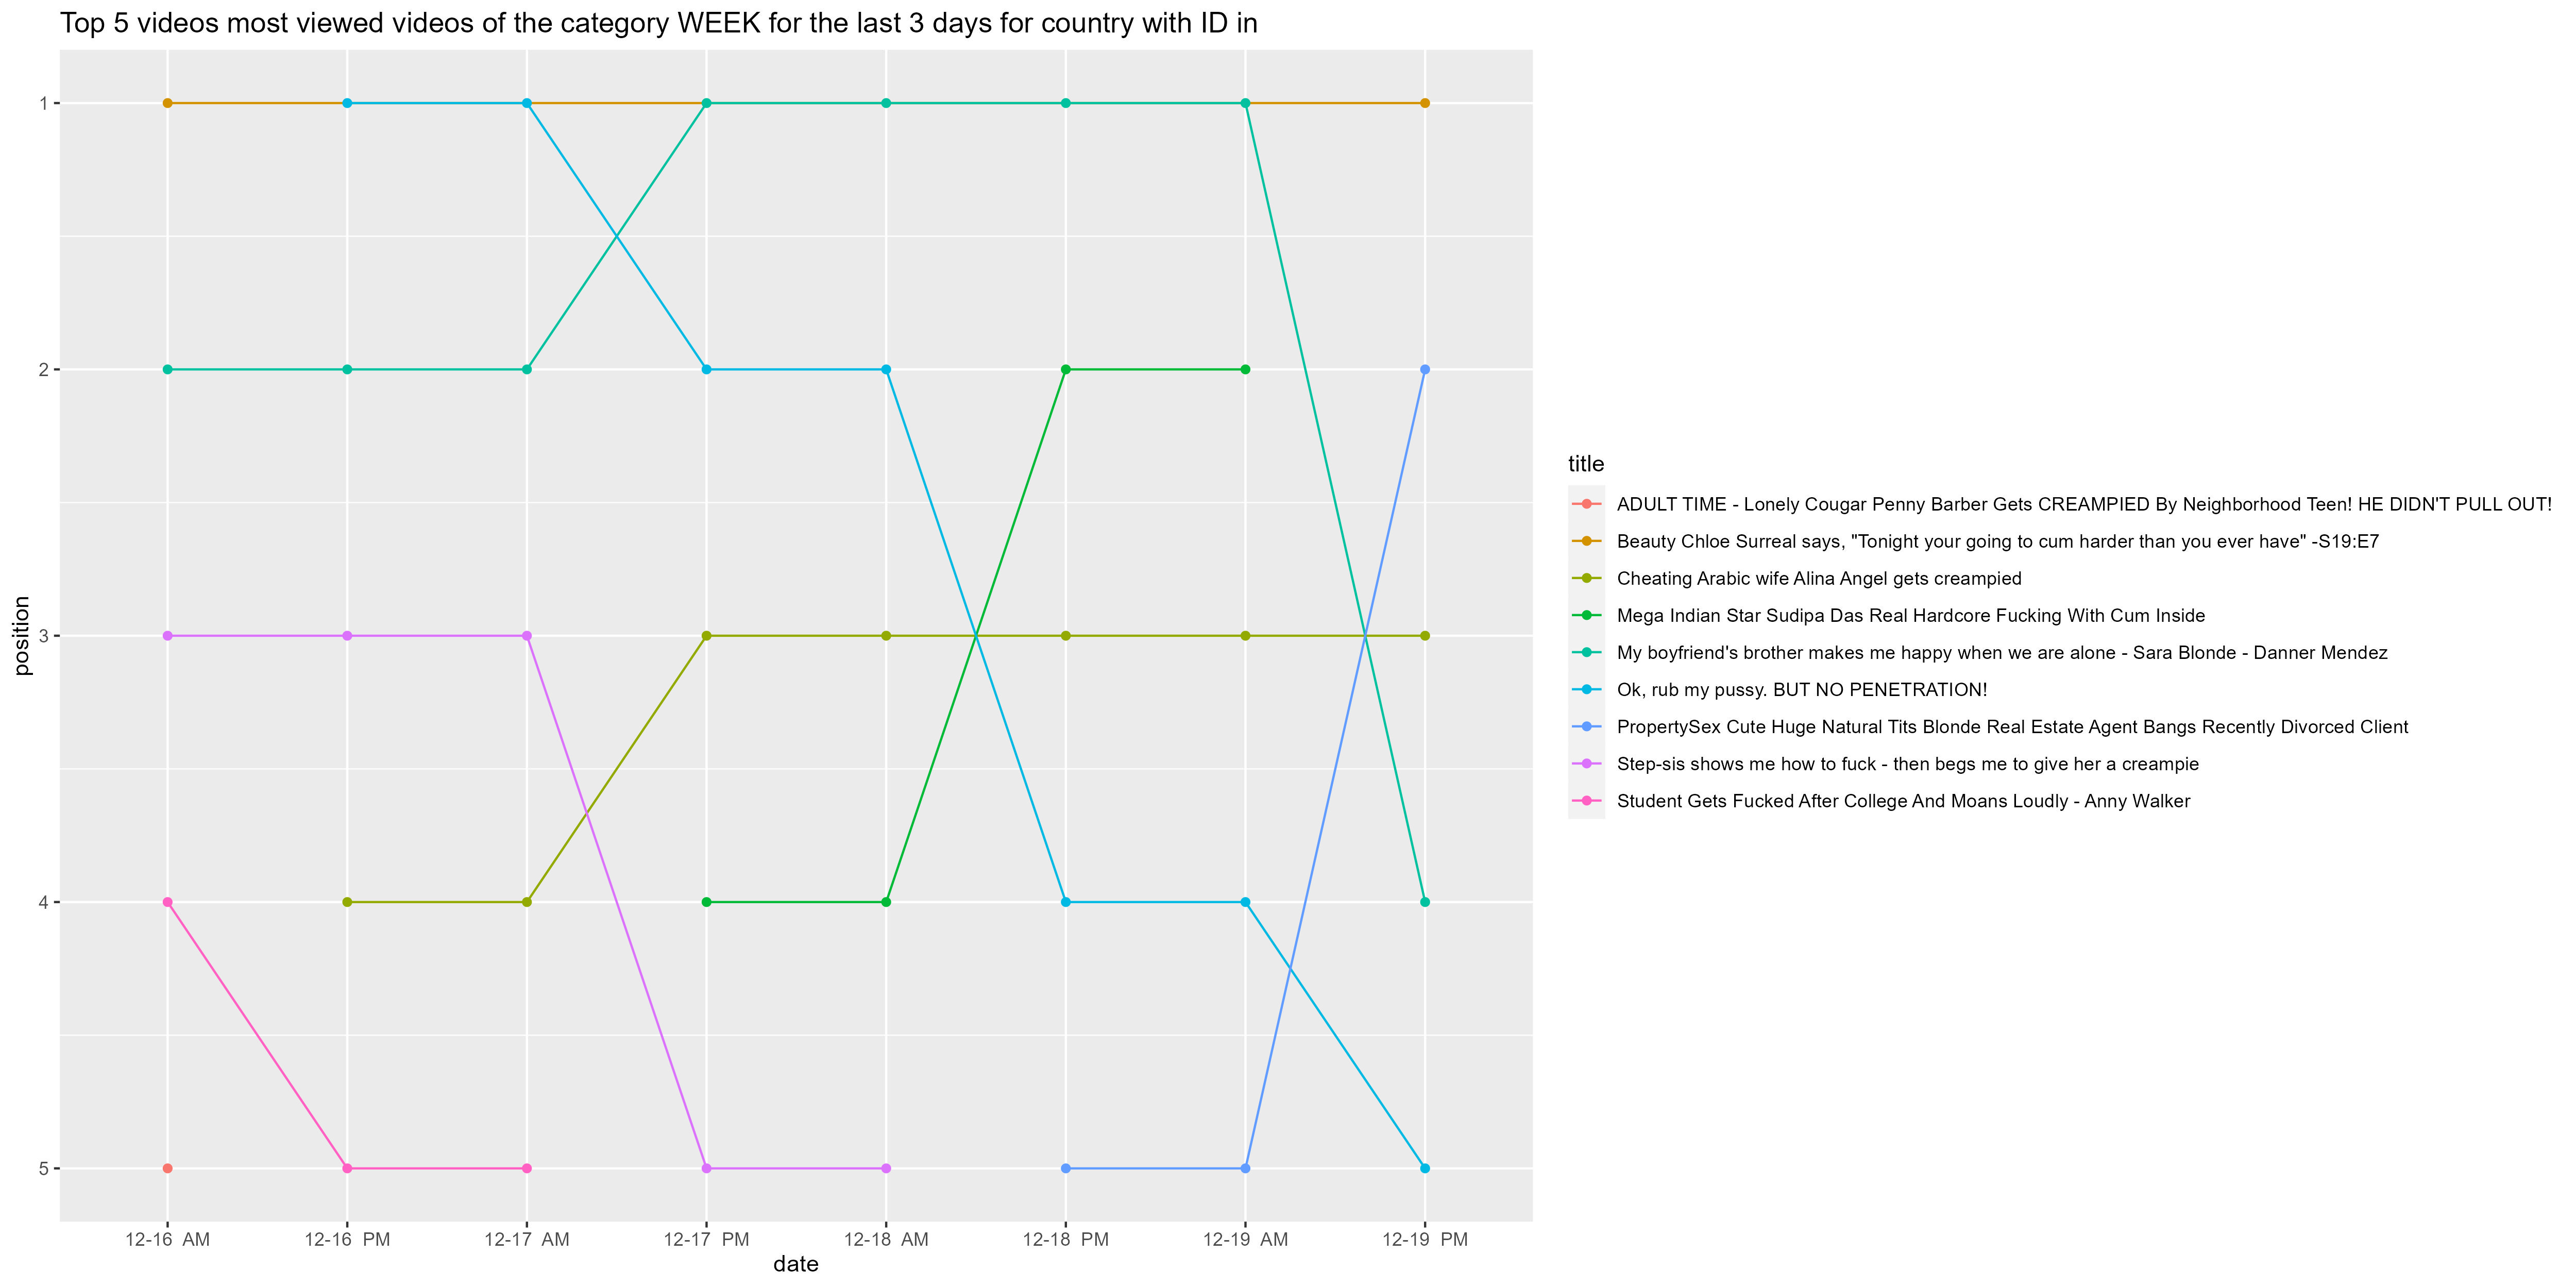 Top 5 videos most viewed videos of the category WEEK for the last 3 days for country with ID in
position
1
2
3
4
5
12-16 AM
12-16 PM
12-17 AM
12-17 PM
12-18 AM
12-18 PM
12-19 AM
12-19 PM
date
title
ADULT TIME - Lonely Cougar Penny Barber Gets CREAMPIED By Neighborhood Teen! HE DIDN'T PULL OUT!
Beauty Chloe Surreal says, "Tonight your going to cum harder than you ever have" -S19:E7
Cheating Arabic wife Alina Angel gets creampied
Mega Indian Star Sudipa Das Real Hardcore Fucking With Cum Inside
My boyfriend's brother makes me happy when we are alone - Sara Blonde - Danner Mendez
Ok, rub my pussy. BUT NO PENETRATION!
PropertySex Cute Huge Natural Tits Blonde Real Estate Agent Bangs Recently Divorced Client
Step-sis shows me how to fuck - then begs me to give her a creampie
Student Gets Fucked After College And Moans Loudly - Anny Walker